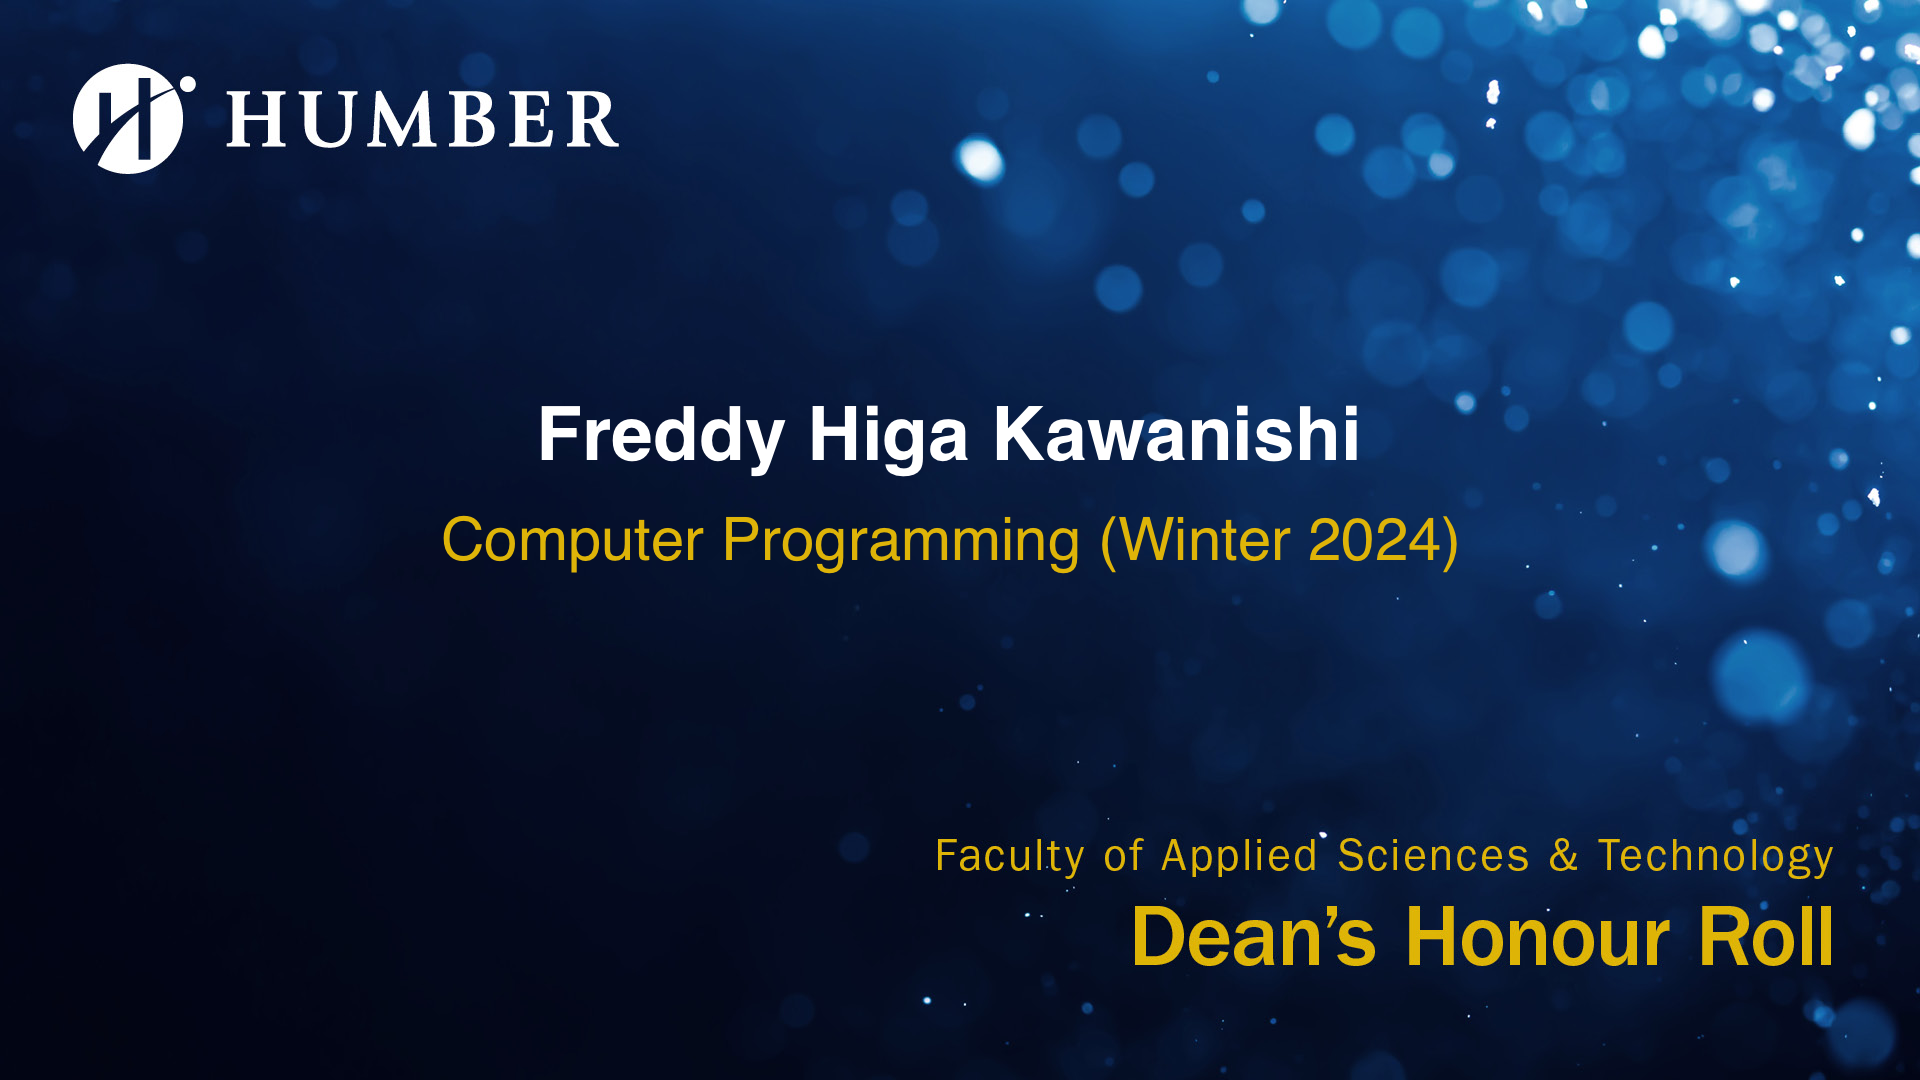 HUMBER
Freddy Higa Kawanishi
Computer Programming (Winter 2024)
Faculty of Applied Sciences & Technology
Dean’s Honour Roll